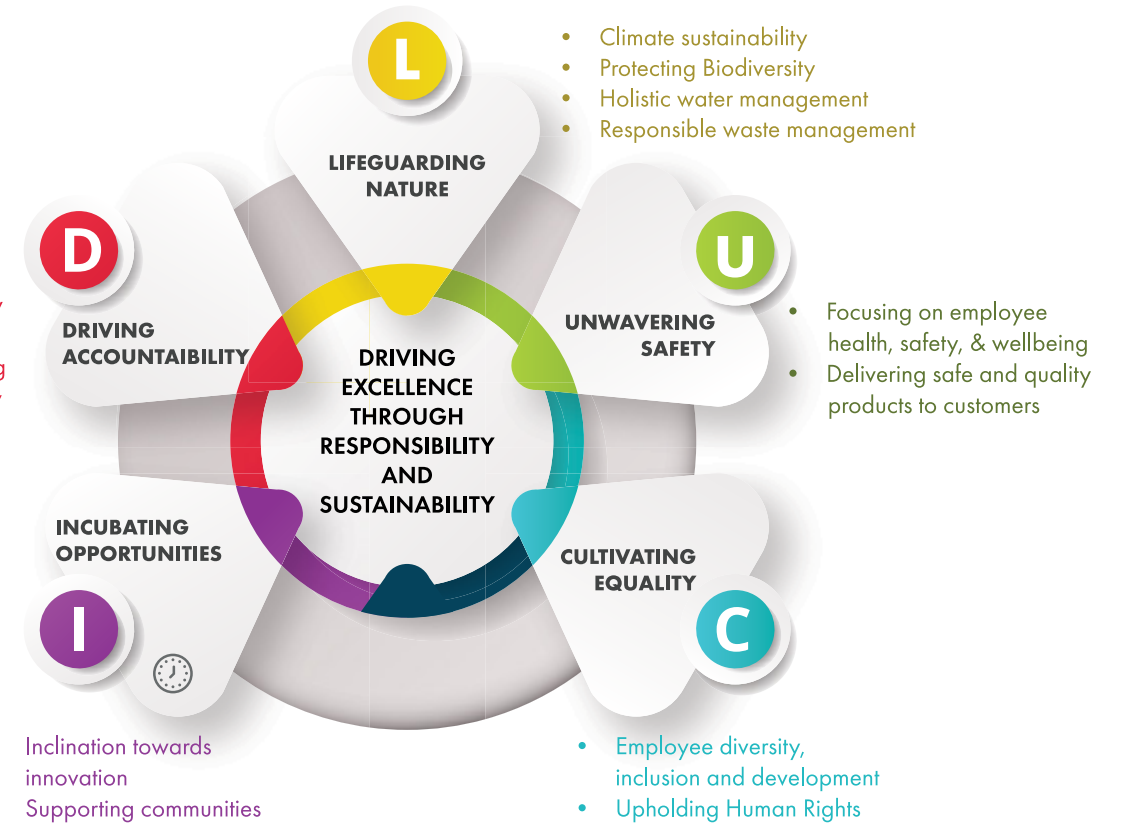 L
LIFEGUARDING
NATURE
• Climate sustainability
• Protecting Biodiversity
• Holistic water management
• Responsible waste management
U
UNWAVERING
SAFETY
• Focusing on employee
health, safety, & wellbeing
• Delivering safe and quality
products to customers
C
CULTIVATING
EQUALITY
• Employee diversity,
inclusion and development
• Upholding Human Rights
I
INCUBATING
OPPORTUNITIES
Inclination towards
innovation
Supporting communities
D
DRIVING
ACCOUNTAIBILITY
DRIVING
EXCELLENCE
THROUGH
RESPONSIBILITY
AND
SUSTAINABILITY